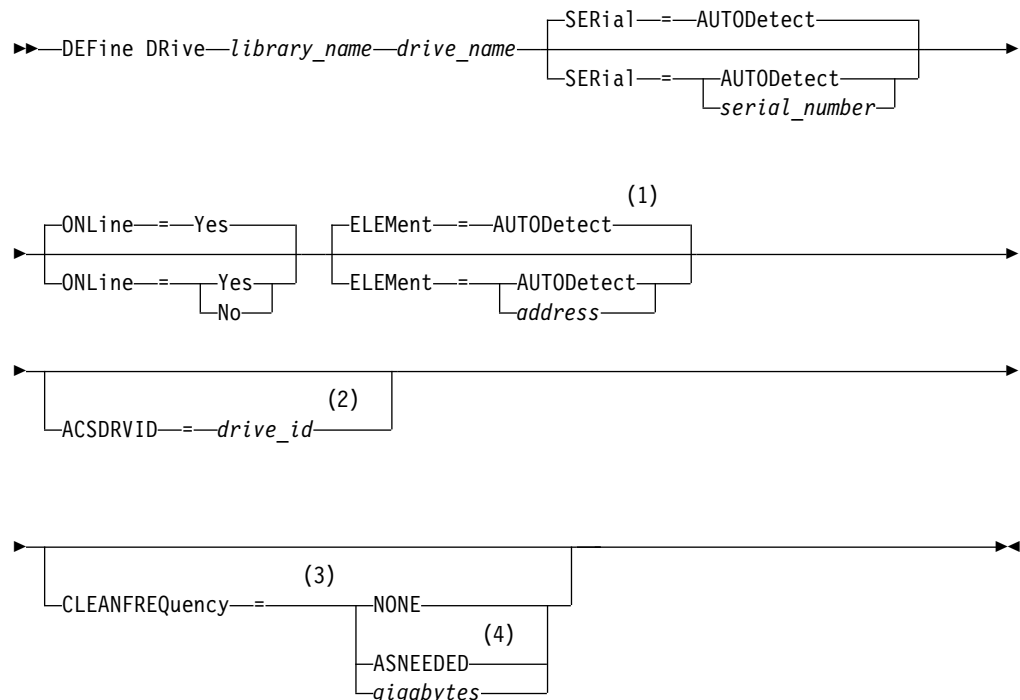 SERial = AUTODetect
DEFine DRive library_name drive_name
SERial = AUTODetect
serial_number
(1)
ONLine = Yes ELEMent = AUTODetect
ONLine = Yes ELEMent = AUTODetect
No address
(2)
ACSDRVID = drive_id
(3)
CLEANFREQuency = NONE
(4)
ASNEEDED
gigabytes